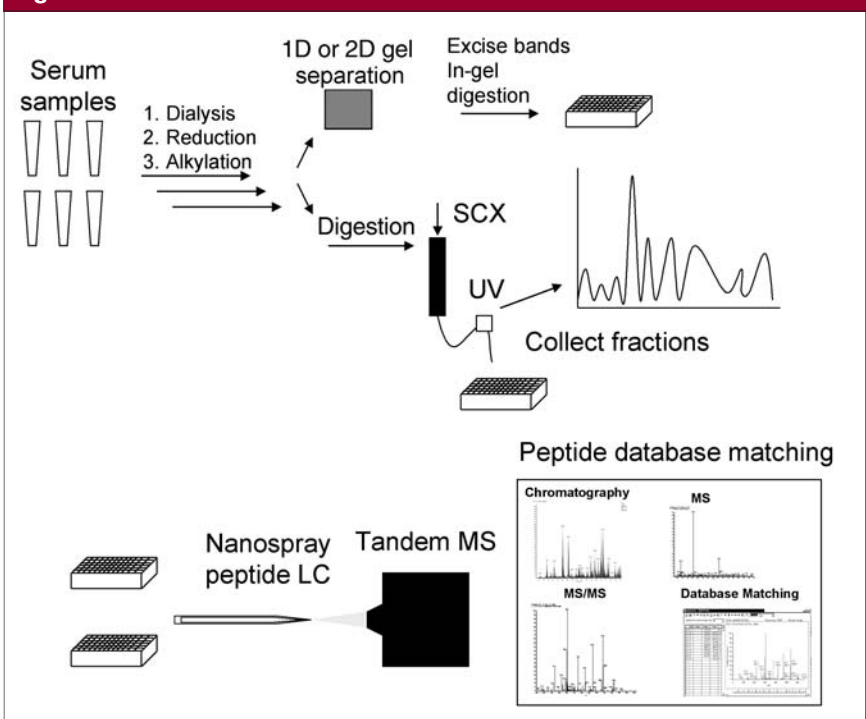 Serum
samples
1. Dialysis
2. Reduction
3. Alkylation
1D or 2D gel
separation
Excise bands
In-gel
digestion
Digestion
SCX
UV
Collect fractions
Peptide database matching
Nanospray
peptide LC
Tandem MS
Chromatography
MS
MS/MS
Database Matching